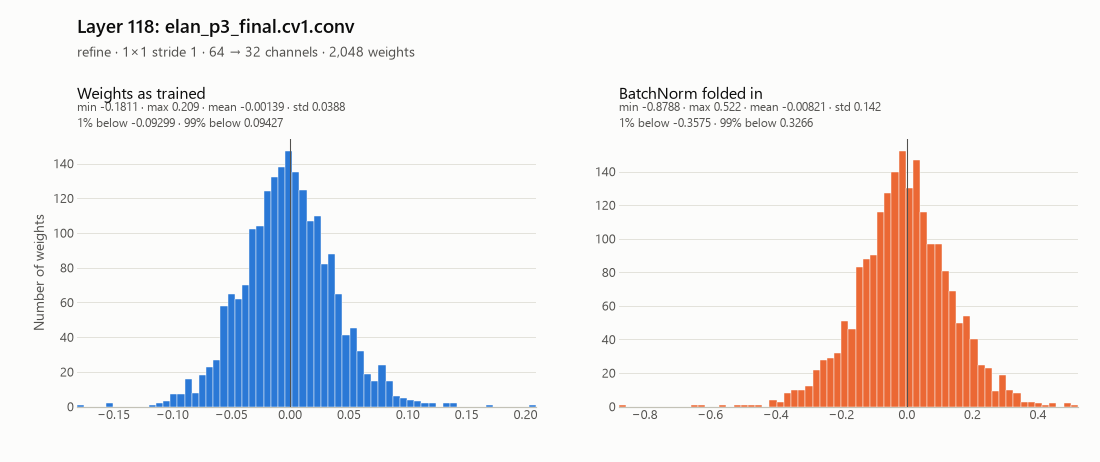 Layer 118: elan_p3_final.cv1.conv
refine · 1×1 stride 1 · 64 → 32 channels · 2,048 weights
Weights as trained
min -0.1811 · max 0.209 · mean -0.00139 · std 0.0388
1% below -0.09299 · 99% below 0.09427
Number of weights
140
120
100
80
60
40
20
0
−0.15 −0.10 −0.05 0.00 0.05 0.10 0.15 0.20
BatchNorm folded in
min -0.8788 · max 0.522 · mean -0.00821 · std 0.142
1% below -0.3575 · 99% below 0.3266
140
120
100
80
60
40
20
0
−0.8 −0.6 −0.4 −0.2 0.0 0.2 0.4